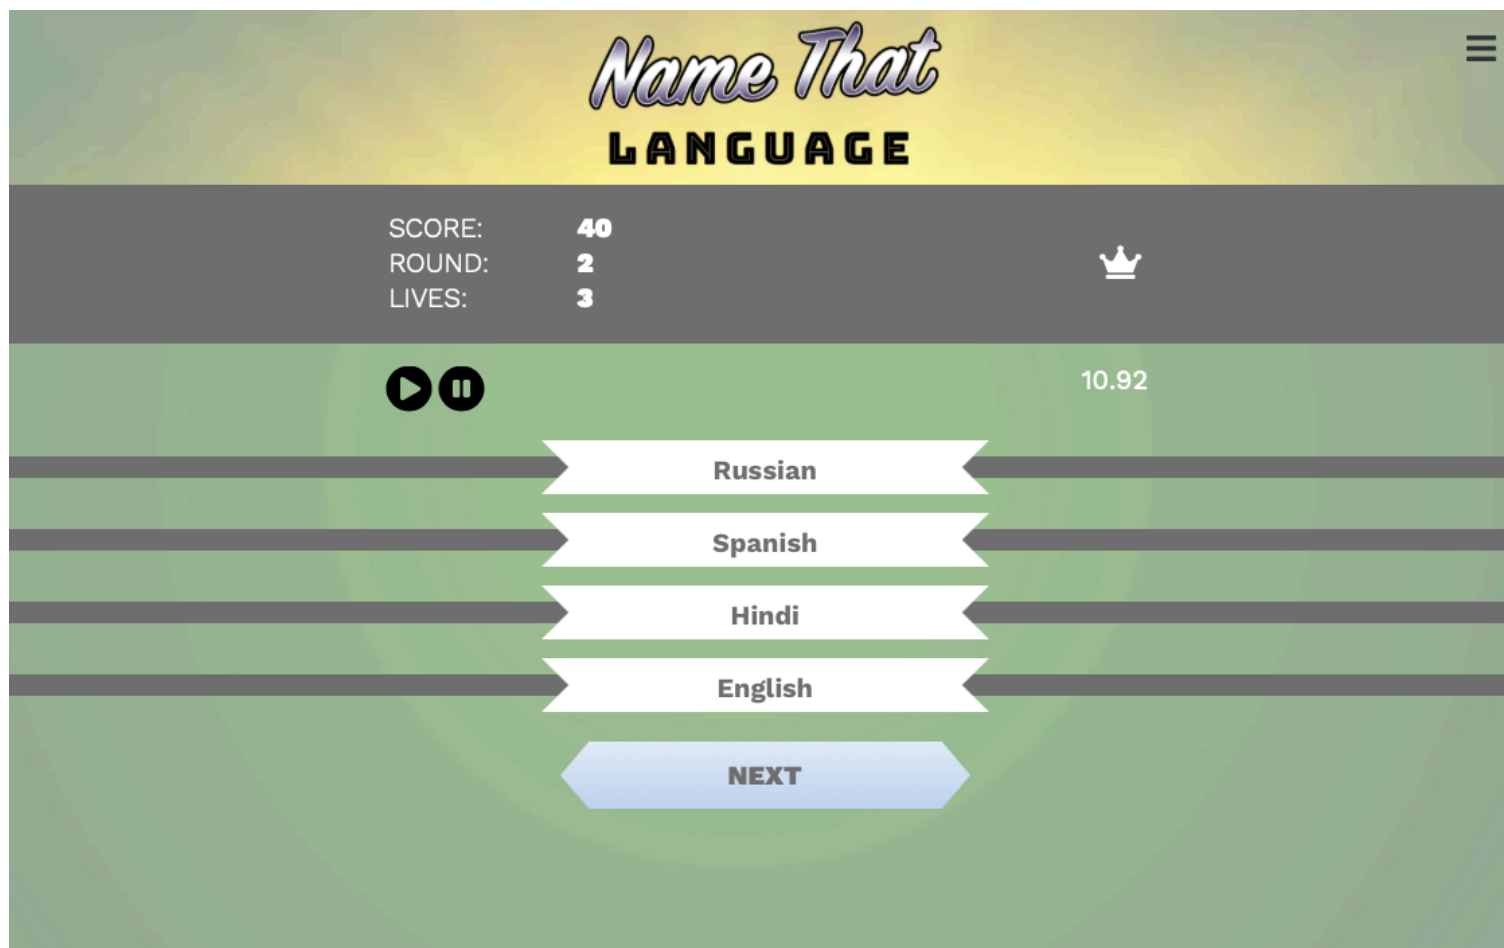 Name That
LANGUAGE
SCORE: 40
ROUND: 2
LIVES: 3
10.92
Russian
Spanish
Hindi
English
NEXT